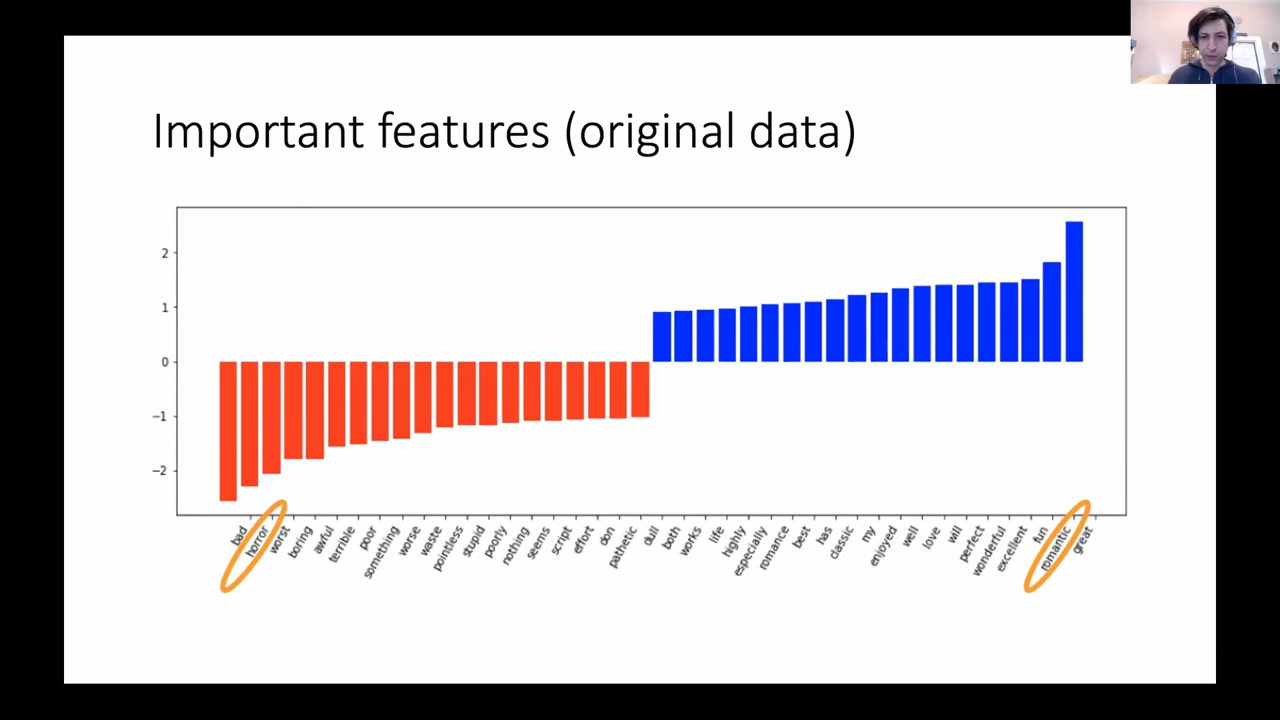 Important features (original data)
2
1
0
−1
−2
bad
horror
worst
boring
awful
terrible
poor
something
worse
waste
pointless
stupid
poorly
nothing
seems
script
effort
don
pathetic
dull
both
works
life
highly
especially
romance
best
has
classic
my
enjoyed
well
love
will
perfect
wonderful
excellent
fun
romantic
great